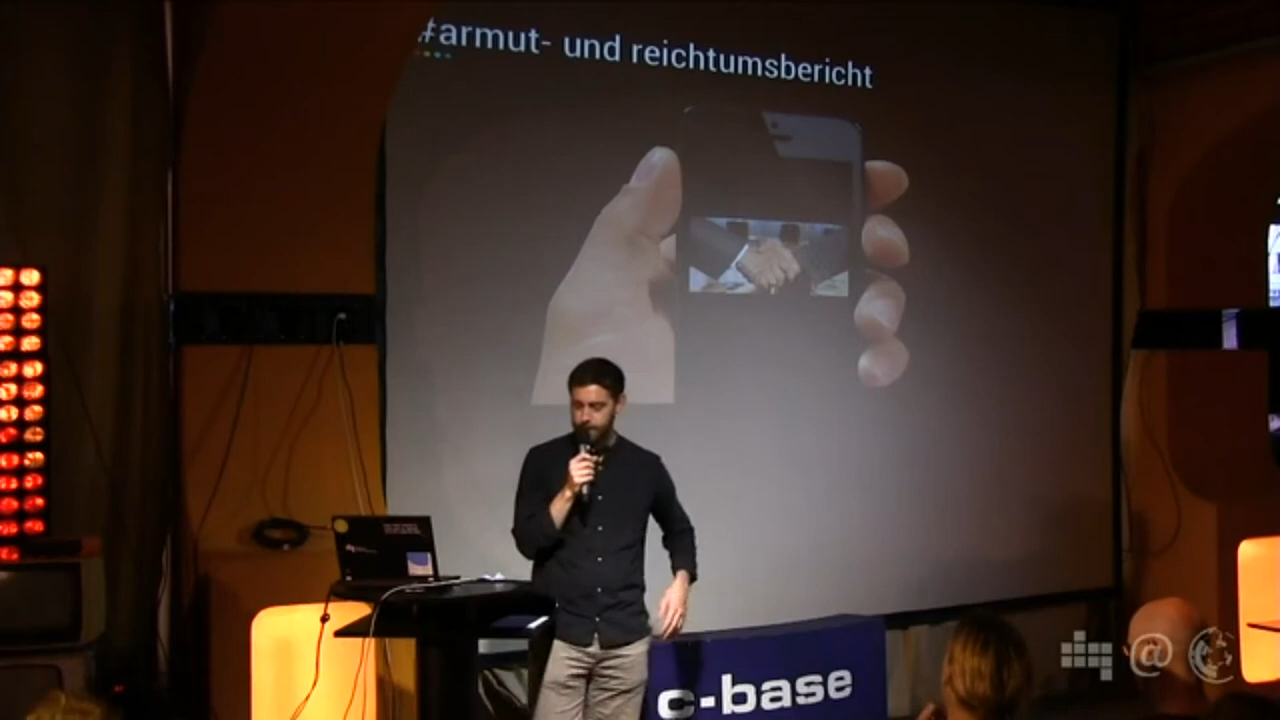 #armut- und reichtumsbericht
c-base
@